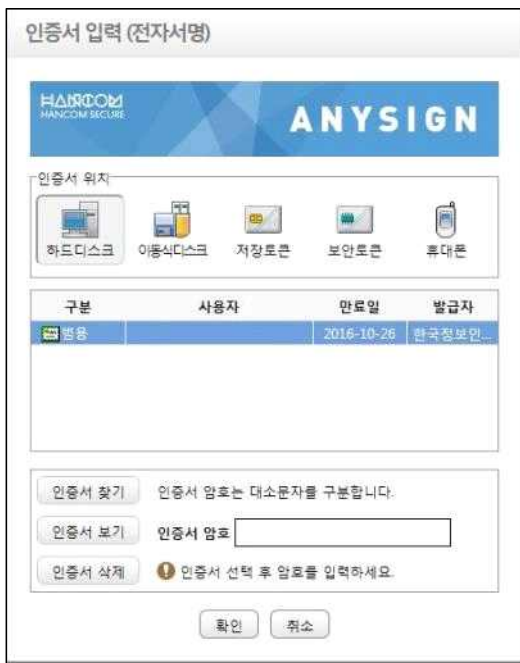 인증서 입력 (전자서명)
HANCOM
HANCOM SECURE
ANYSIGN
인증서 위치
하드디스크 이동식디스크 저장토큰 보안토큰 휴대폰
구분 사용자 만료일 발급자
범용 2016-10-26 한국정보인...
인증서 찾기 인증서 암호는 대소문자를 구분합니다.
인증서 보기 인증서 암호
인증서 삭제 인증서 선택 후 암호를 입력하세요.
확인 취소